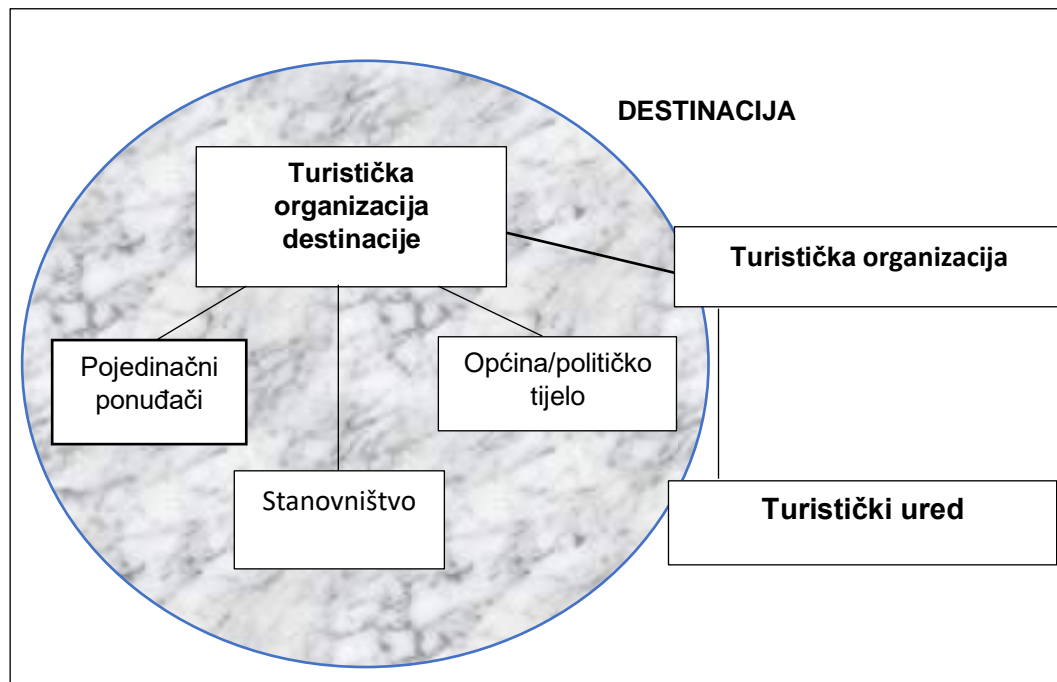 DESTINACIJA
Turistička
organizacija
destinacije
Turistička organizacija
Pojedinačni
ponuđači
Općina/političko
tijelo
Stanovništvo
Turistički ured